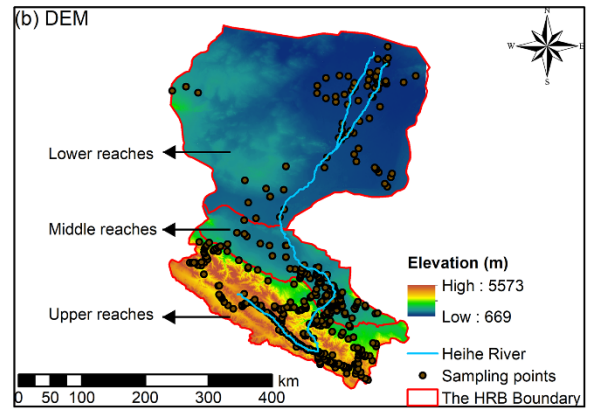 (b) DEM
N
W
E
S
Lower reaches
Middle reaches
Upper reaches
Elevation (m)
High : 5573
Low : 669
Heihe River
Sampling points
The HRB Boundary
km
0 50 100 200 300 400